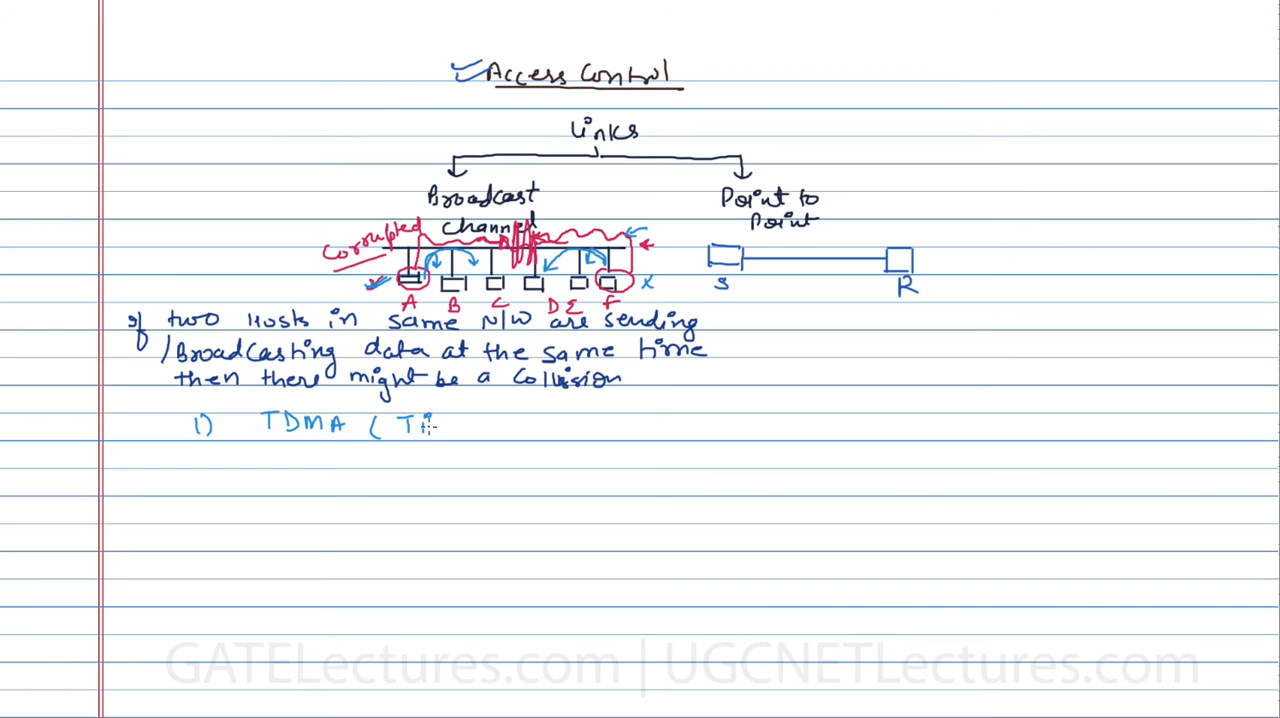 Access Control
Links
Broadcast channel
Point to Point
Corrupted
A B C D E F
X
S R
If two Hosts in same N/W are sending
/Broadcasting data at the same time
then there might be a Collision
1) TDMA ( Ti
GATELectures.com | UGCNETLectures.com